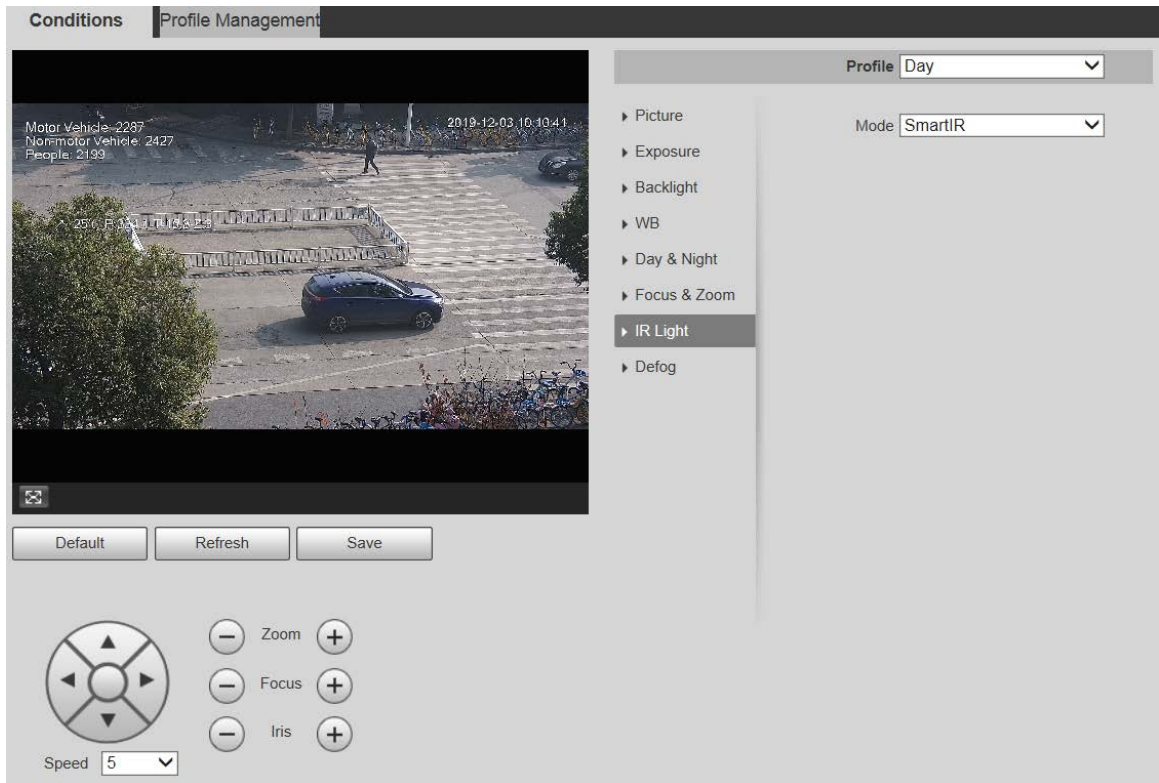 Conditions
Profile Management
Motor Vehicle: 2287
Non-motor Vehicle: 2427
People: 2199
2019-12-03 10:10:41
Default
Refresh
Save
Zoom
Focus
Iris
Speed 5
Profile Day
Picture
Exposure
Backlight
WB
Day & Night
Focus & Zoom
IR Light
Defog
Mode SmartIR